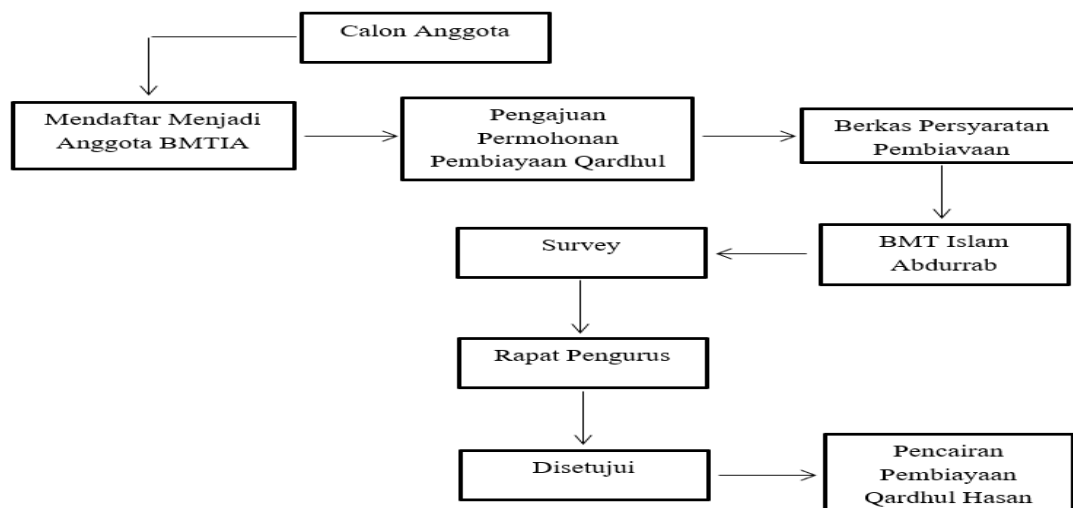 Calon Anggota
Mendaftar Menjadi
Anggota BMTIA
Pengajuan
Permohonan
Pembiayaan Qardhul
Berkas Persyaratan
Pembiavaan
BMT Islam
Abdurrab
Survey
Rapat Pengurus
Disetujui
Pencairan
Pembiayaan
Qardhul Hasan